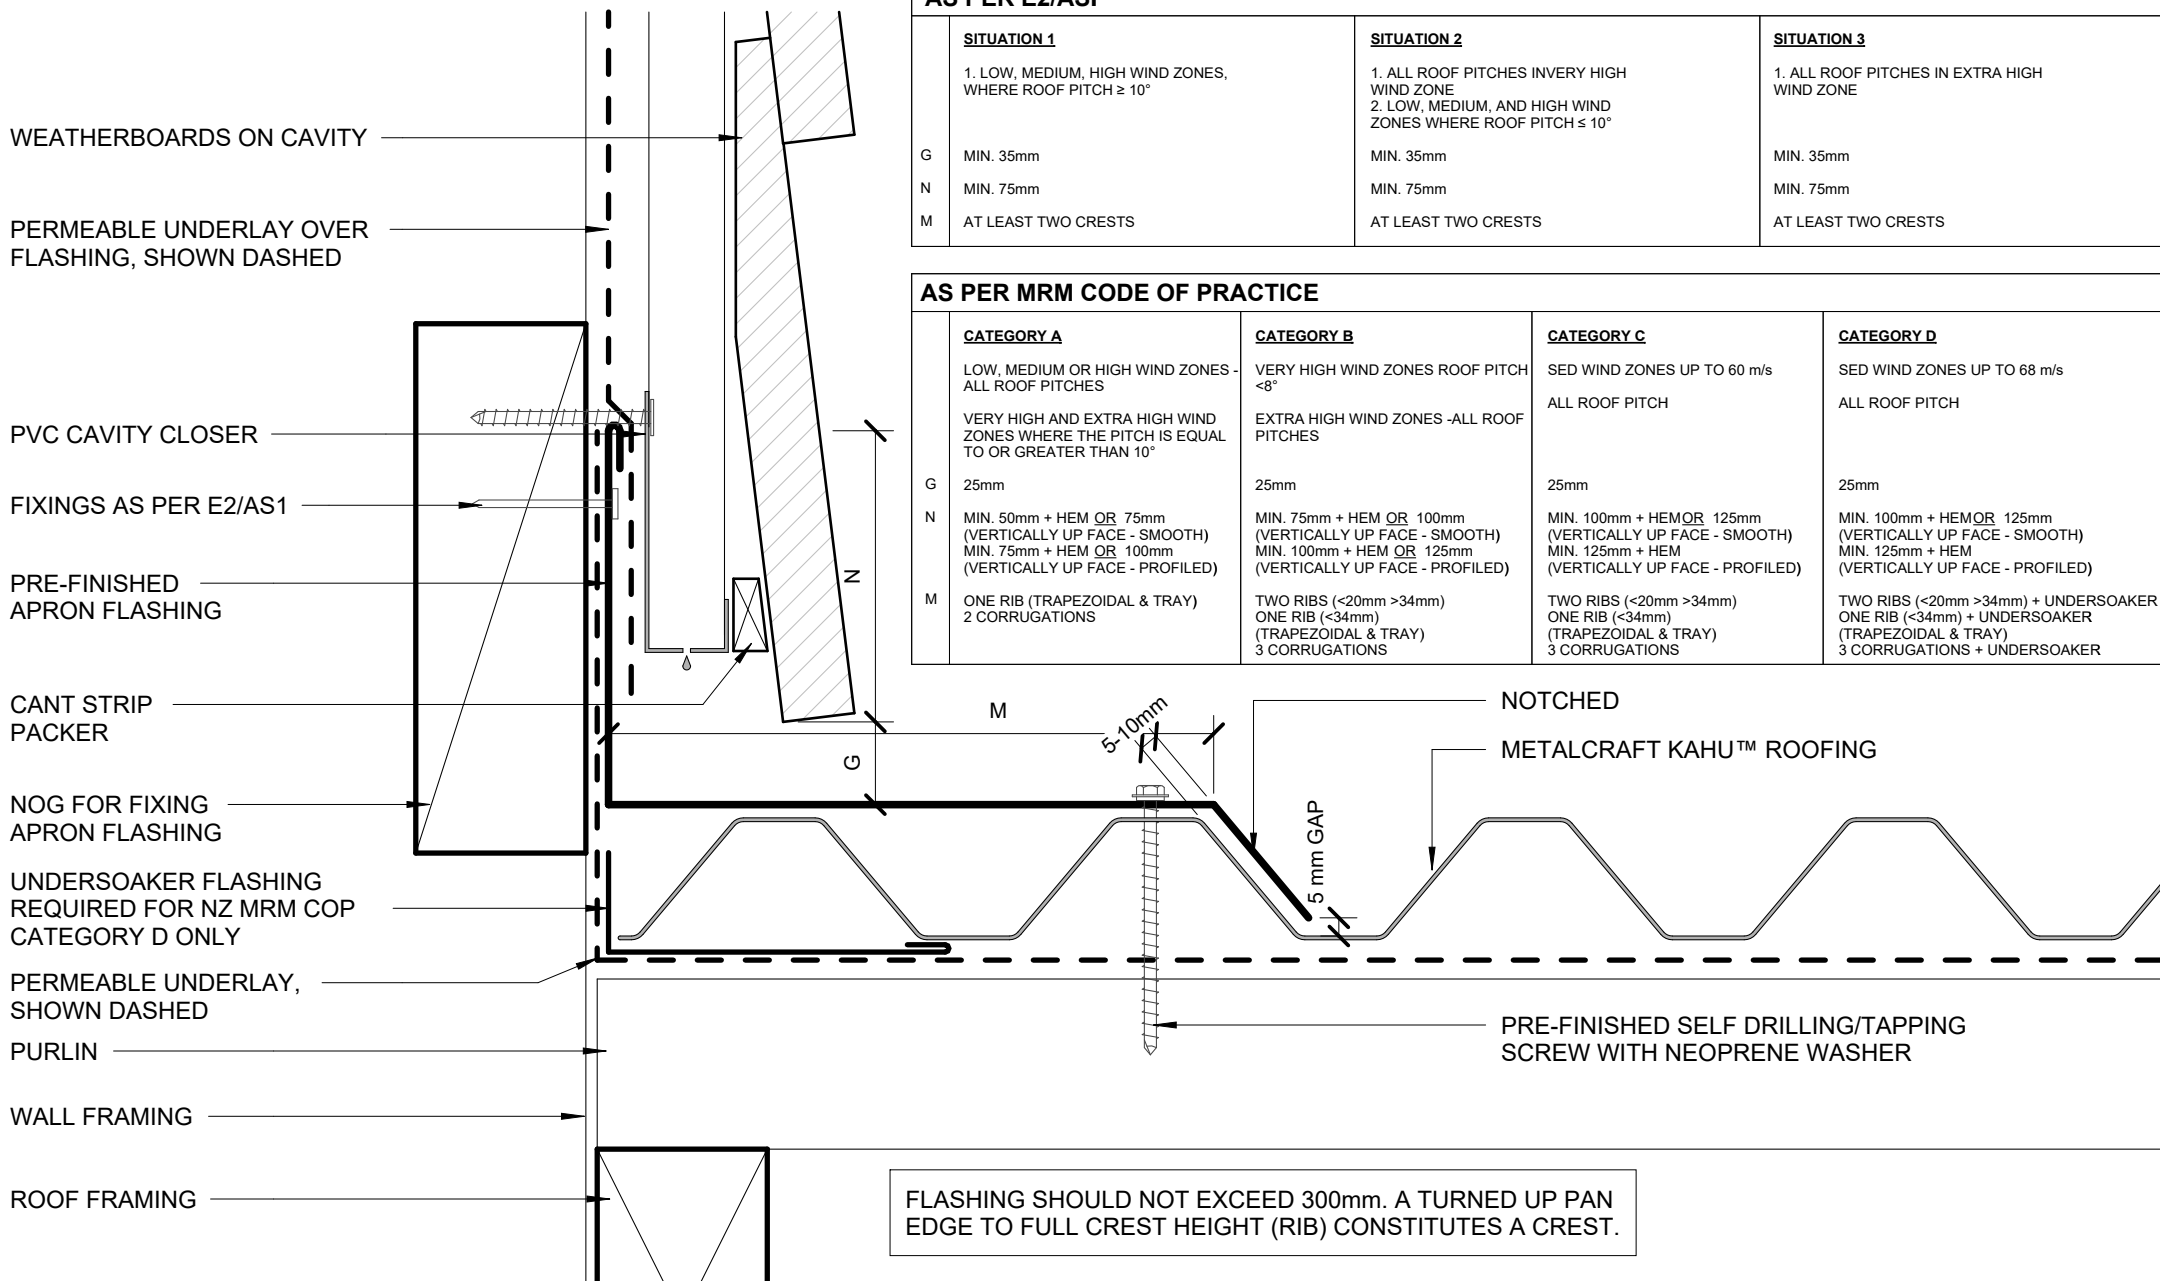 AS PER E2/AS1
SITUATION 1
1. LOW, MEDIUM, HIGH WIND ZONES,
WHERE ROOF PITCH ≥ 10°
SITUATION 2
1. ALL ROOF PITCHES INVERY HIGH
WIND ZONE
2. LOW, MEDIUM, AND HIGH WIND
ZONES WHERE ROOF PITCH ≤ 10°
SITUATION 3
1. ALL ROOF PITCHES IN EXTRA HIGH
WIND ZONE
G MIN. 35mm MIN. 35mm MIN. 35mm
N MIN. 75mm MIN. 75mm MIN. 75mm
M AT LEAST TWO CRESTS AT LEAST TWO CRESTS AT LEAST TWO CRESTS
AS PER MRM CODE OF PRACTICE
CATEGORY A
LOW, MEDIUM OR HIGH WIND ZONES -
ALL ROOF PITCHES
VERY HIGH AND EXTRA HIGH WIND
ZONES WHERE THE PITCH IS EQUAL
TO OR GREATER THAN 10°
G 25mm
N MIN. 50mm + HEM OR 75mm
(VERTICALLY UP FACE - SMOOTH)
MIN. 75mm + HEM OR 100mm
(VERTICALLY UP FACE - PROFILED)
M ONE RIB (TRAPEZOIDAL & TRAY)
2 CORRUGATIONS
CATEGORY B
VERY HIGH WIND ZONES ROOF PITCH
<8°
EXTRA HIGH WIND ZONES -ALL ROOF
PITCHES
25mm
MIN. 75mm + HEM OR 100mm
(VERTICALLY UP FACE - SMOOTH)
MIN. 100mm + HEM OR 125mm
(VERTICALLY UP FACE - PROFILED)
TWO RIBS (<20mm >34mm)
ONE RIB (<34mm)
(TRAPEZOIDAL & TRAY)
3 CORRUGATIONS
CATEGORY C
SED WIND ZONES UP TO 60 m/s
ALL ROOF PITCH
25mm
MIN. 100mm + HEMOR 125mm
(VERTICALLY UP FACE - SMOOTH)
MIN. 125mm + HEM
(VERTICALLY UP FACE - PROFILED)
TWO RIBS (<20mm >34mm)
ONE RIB (<34mm)
(TRAPEZOIDAL & TRAY)
3 CORRUGATIONS
CATEGORY D
SED WIND ZONES UP TO 68 m/s
ALL ROOF PITCH
25mm
MIN. 100mm + HEMOR 125mm
(VERTICALLY UP FACE - SMOOTH)
MIN. 125mm + HEM
(VERTICALLY UP FACE - PROFILED)
TWO RIBS (<20mm >34mm) + UNDERSOAKER
ONE RIB (<34mm) + UNDERSOAKER
(TRAPEZOIDAL & TRAY)
3 CORRUGATIONS + UNDERSOAKER
WEATHERBOARDS ON CAVITY
PERMEABLE UNDERLAY OVER
FLASHING, SHOWN DASHED
PVC CAVITY CLOSER
FIXINGS AS PER E2/AS1
PRE-FINISHED
APRON FLASHING
CANT STRIP
PACKER
NOG FOR FIXING
APRON FLASHING
UNDERSOAKER FLASHING
REQUIRED FOR NZ MRM COP
CATEGORY D ONLY
PERMEABLE UNDERLAY,
SHOWN DASHED
PURLIN
WALL FRAMING
ROOF FRAMING
N
M
G
5-10mm
5 mm GAP
NOTCHED
METALCRAFT KAHU™ ROOFING
PRE-FINISHED SELF DRILLING/TAPPING
SCREW WITH NEOPRENE WASHER
FLASHING SHOULD NOT EXCEED 300mm. A TURNED UP PAN
EDGE TO FULL CREST HEIGHT (RIB) CONSTITUTES A CREST.